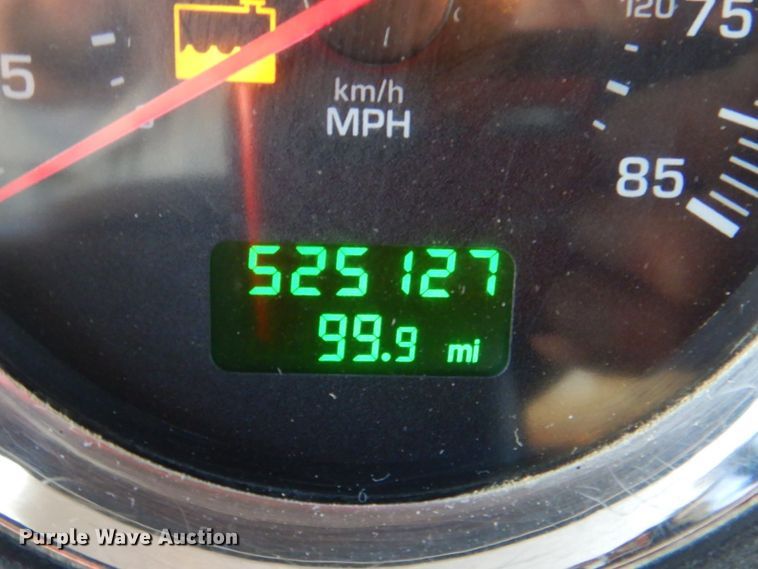 120 75
5
km/h
MPH
85
525127
99.9 mi
Purple Wave Auction